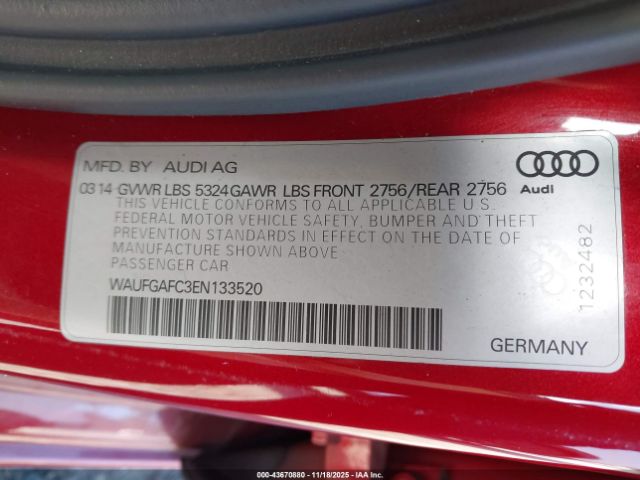 MFD. BY AUDI AG
0314 GVWR LBS 5324 GAWR LBS FRONT 2756/REAR 2756
Audi
THIS VEHICLE CONFORMS TO ALL APPLICABLE U.S.
FEDERAL MOTOR VEHICLE SAFETY, BUMPER AND THEFT
PREVENTION STANDARDS IN EFFECT ON THE DATE OF
MANUFACTURE SHOWN ABOVE
PASSENGER CAR
WAUFGAFC3EN133520
1232482
GERMANY
000-43670880 | 11/18/2025 - IAA Inc.